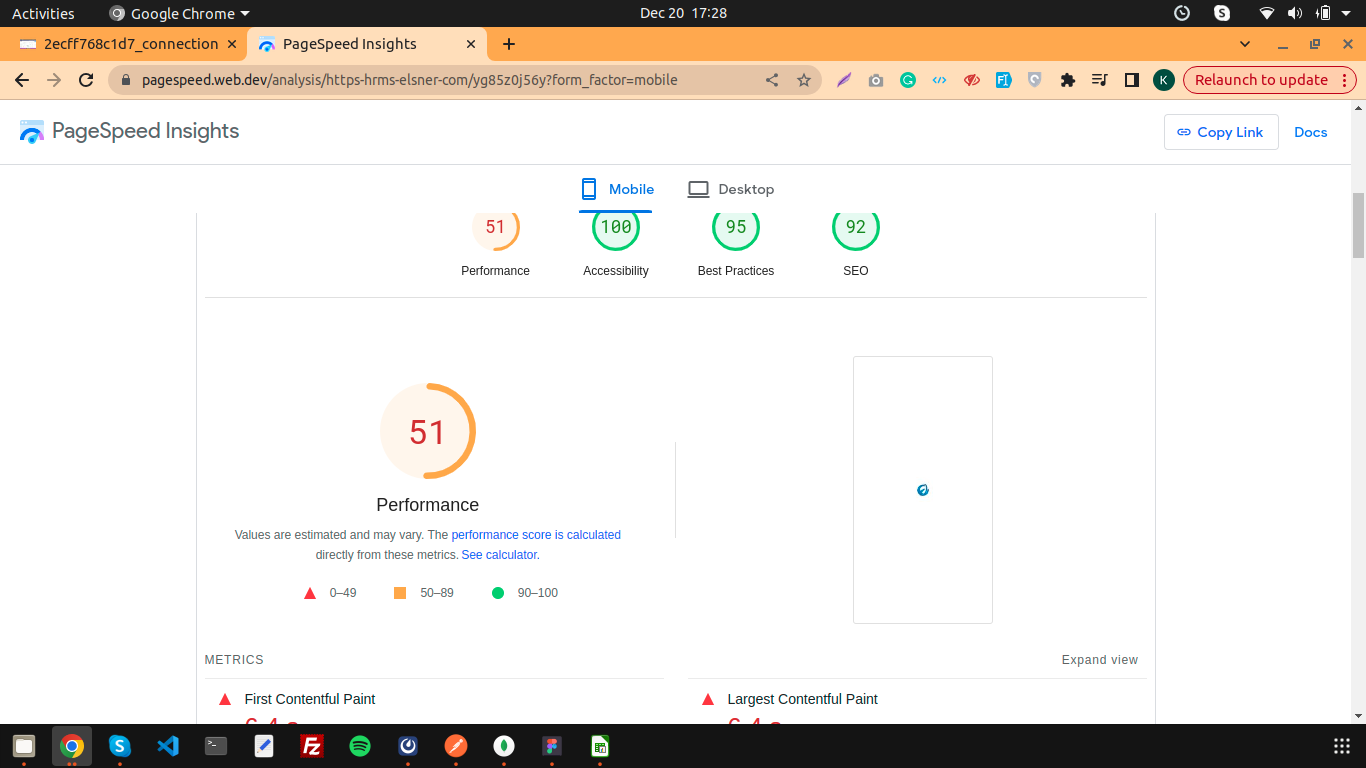 Activities
Google Chrome
Dec 20 17:28
2ecff768c1d7_connection
PageSpeed Insights
pagespeed.web.dev/analysis/https-hrms-elsner-com/yg85z0j56y?form_factor=mobile
K
Relaunch to update
PageSpeed Insights
Copy Link
Docs
Mobile
Desktop
51
100
95
92
Performance
Accessibility
Best Practices
SEO
51
Performance
Values are estimated and may vary. The performance score is calculated
directly from these metrics. See calculator.
0–49
50–89
90–100
METRICS
Expand view
First Contentful Paint
Largest Contentful Paint